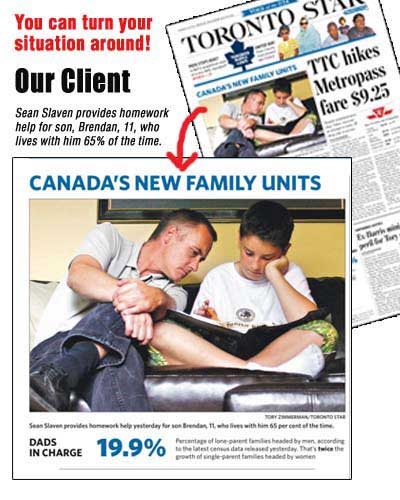 You can turn your
situation around!
Our Client
Sean Slaven provides homework
help for son, Brendan, 11, who
lives with him 65% of the time.
TORONTO STAR
CANADA'S NEW FAMILY UNITS
TTC hikes
Metropass
fare $9.25
Ex Harris
peril for Tory
CANADA'S NEW FAMILY UNITS
TORY ZIMMERMAN/TORONTO STAR
Sean Slaven provides homework help yesterday for son Brendan, 11, who lives with him 65 per cent of the time.
DADS
IN CHARGE
19.9%
Percentage of lone-parent families headed by men, according
to the latest census data released yesterday. That's twice the
growth of single-parent families headed by women